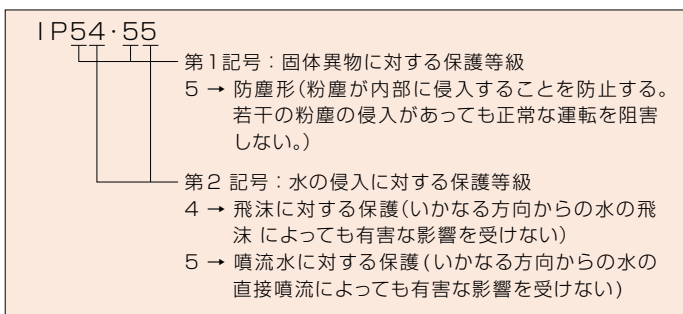 IP54・55
第1記号：固体異物に対する保護等級
5 → 防塵形(粉塵が内部に侵入することを防止する。
若干の粉塵の侵入があっても正常な運転を阻害
しない。)
第2 記号：水の侵入に対する保護等級
4 → 飛沫に対する保護(いかなる方向からの水の飛
沫 によっても有害な影響を受けない)
5 → 噴流水に対する保護(いかなる方向からの水の
直接噴流によっても有害な影響を受けない)